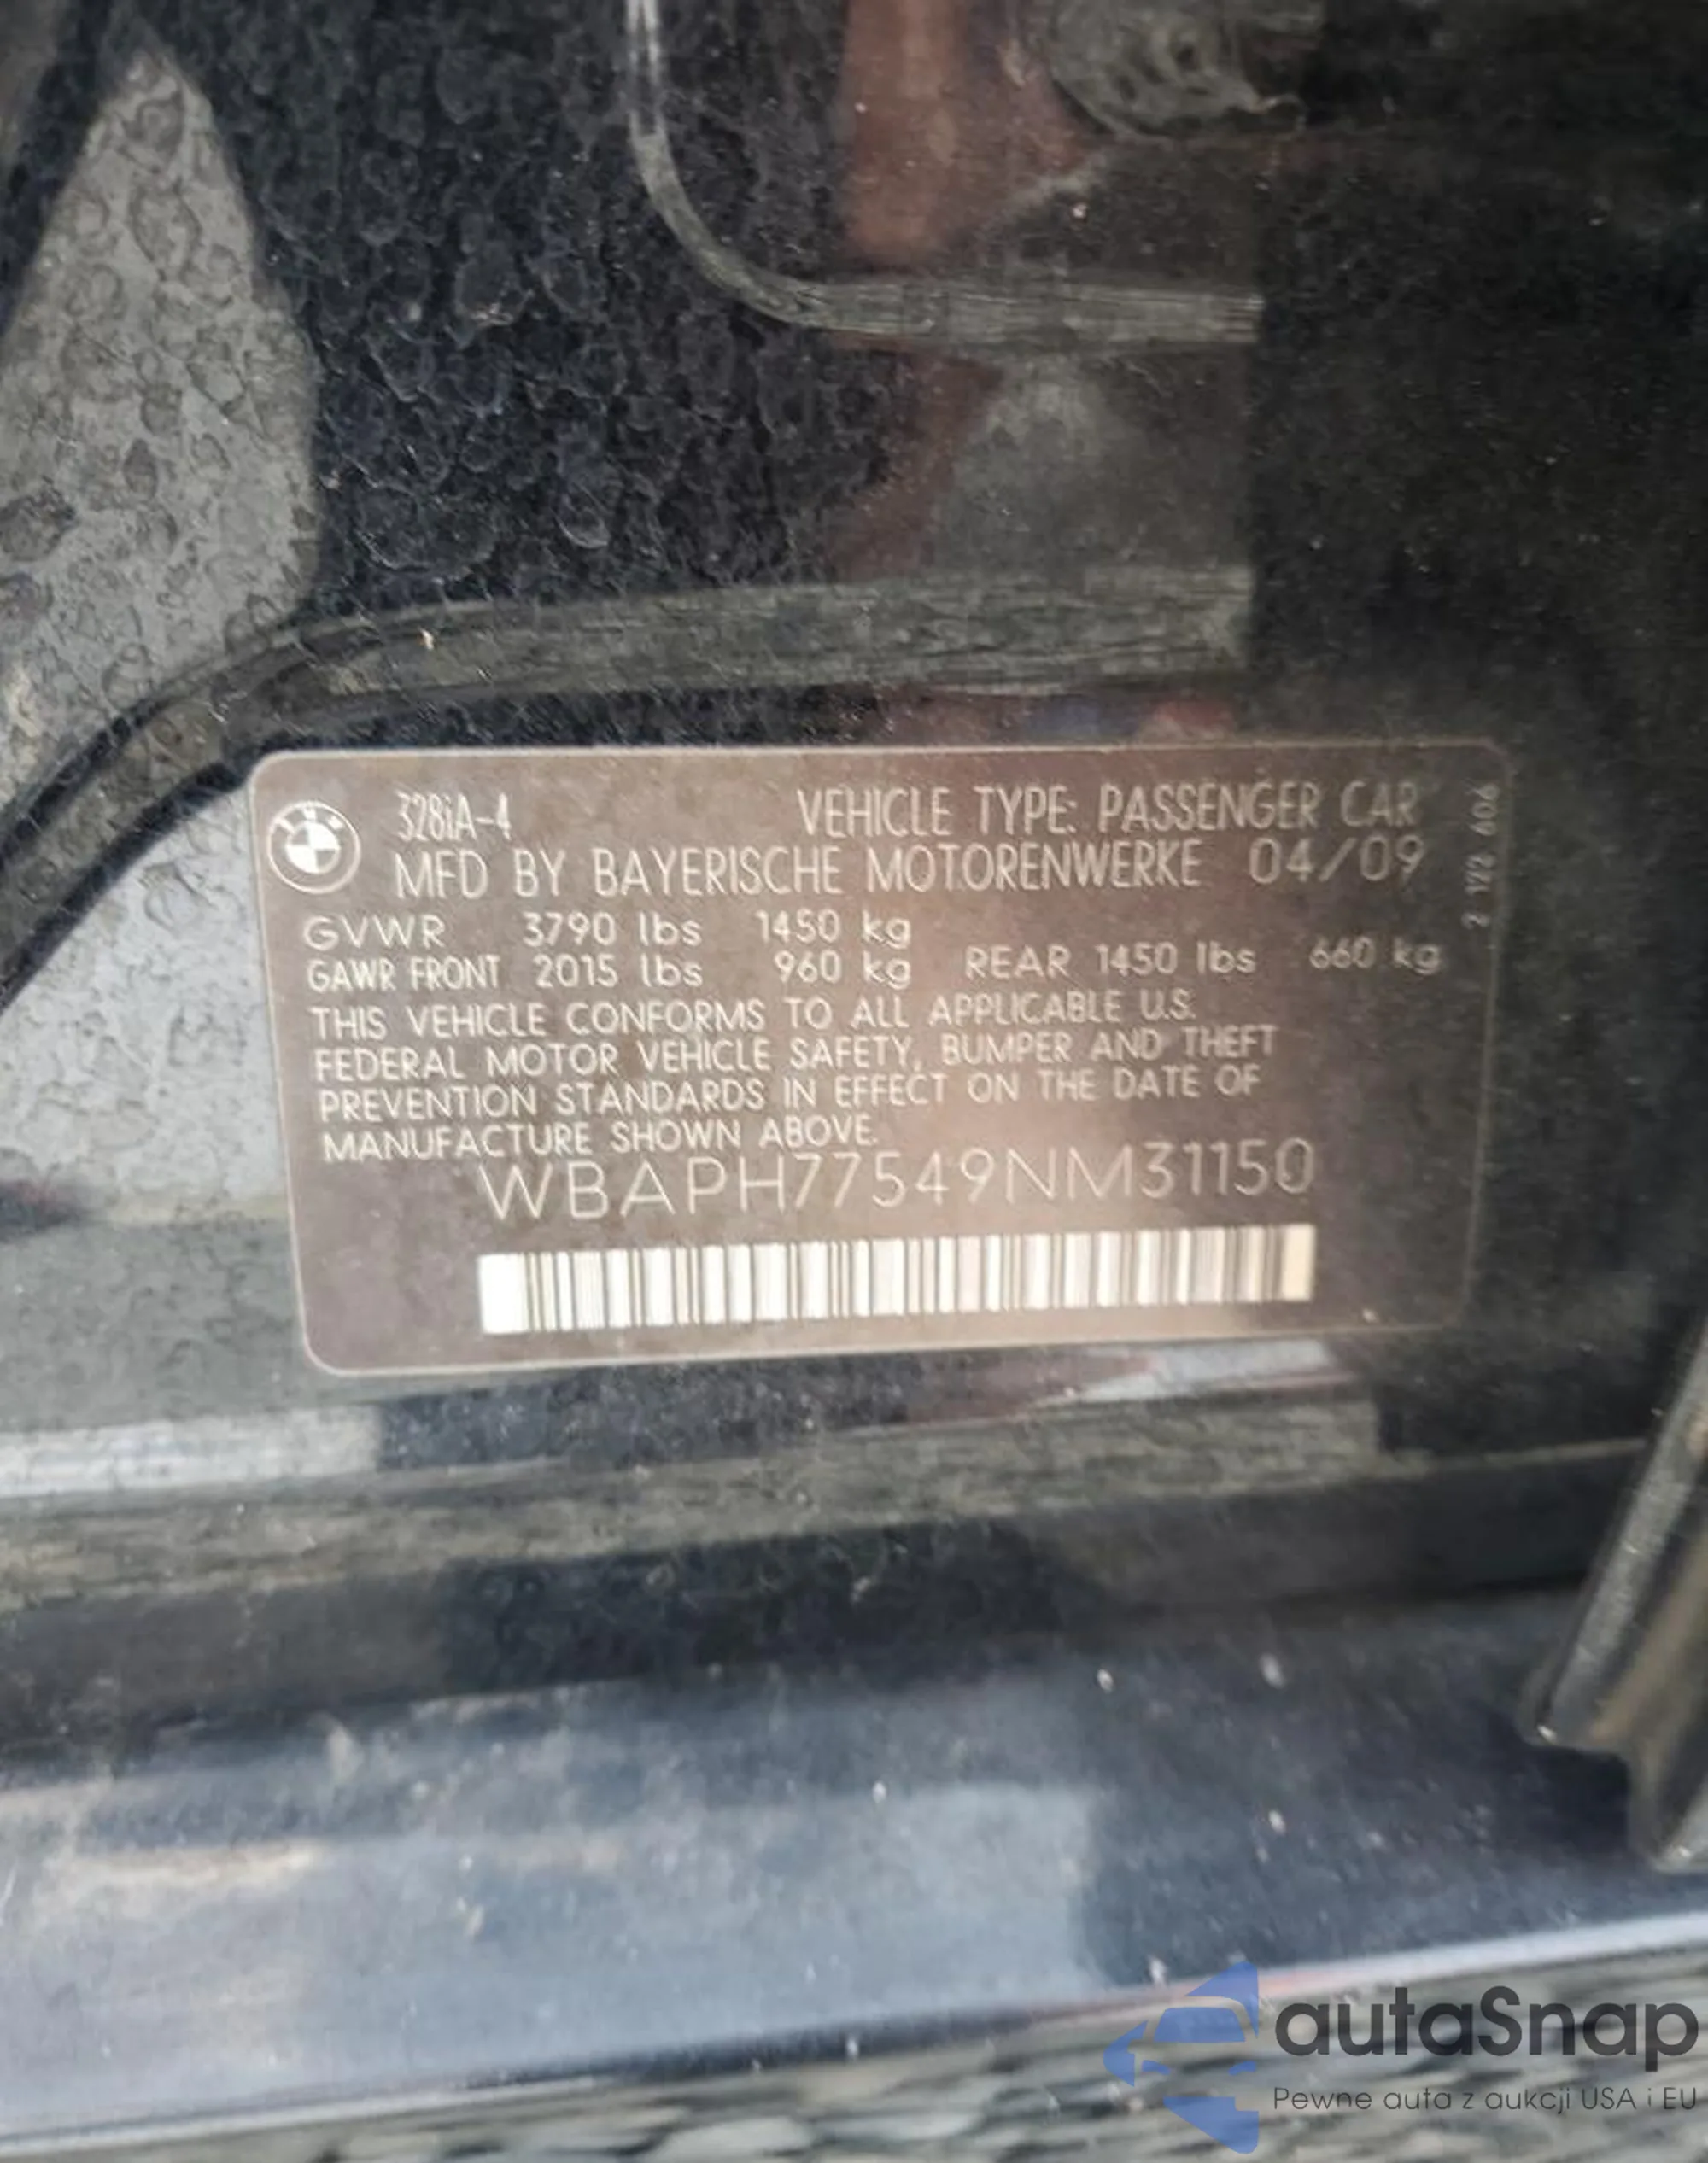 328iA-4 VEHICLE TYPE: PASSENGER CAR
MFD BY BAYERISCHE MOTORENWERKE 04/09
GVWR 3790 lbs 1450 kg
GAWR FRONT 2015 lbs 960 kg REAR 1450 lbs 660 kg
THIS VEHICLE CONFORMS TO ALL APPLICABLE U.S.
FEDERAL MOTOR VEHICLE SAFETY, BUMPER AND THEFT
PREVENTION STANDARDS IN EFFECT ON THE DATE OF
MANUFACTURE SHOWN ABOVE.
WBAPH77549NM31150
2 122 606
autaSnap
Pewne auta z aukcji USA i EU